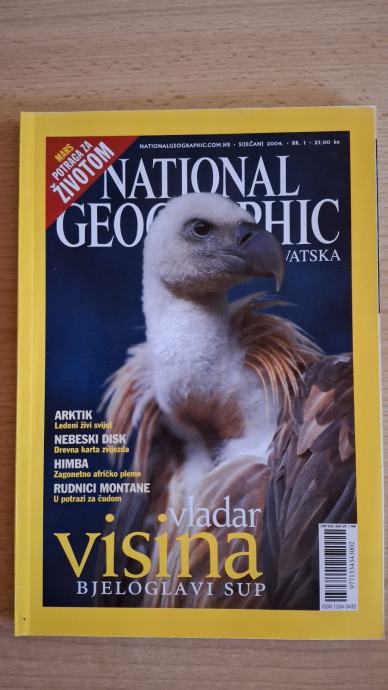 MARS
POTRAGA ZA
ŽIVOTOM
NATIONALGEOGRAPHIC.COM.HR • SIJEČANJ 2004. • BR. 1 • 27,00 kn
NATIONAL
GEOGRAPHIC
VATSKA
ARKTIK
Ledeni živi svijet
NEBESKI DISK
Drevna karta zvijezda
HIMBA
Zagonetno afričko pleme
RUDNICI MONTANE
U potrazi za čudom
vladar
visina
BJELOGLAVI SUP
9771334343002
ISSN 1334-3432